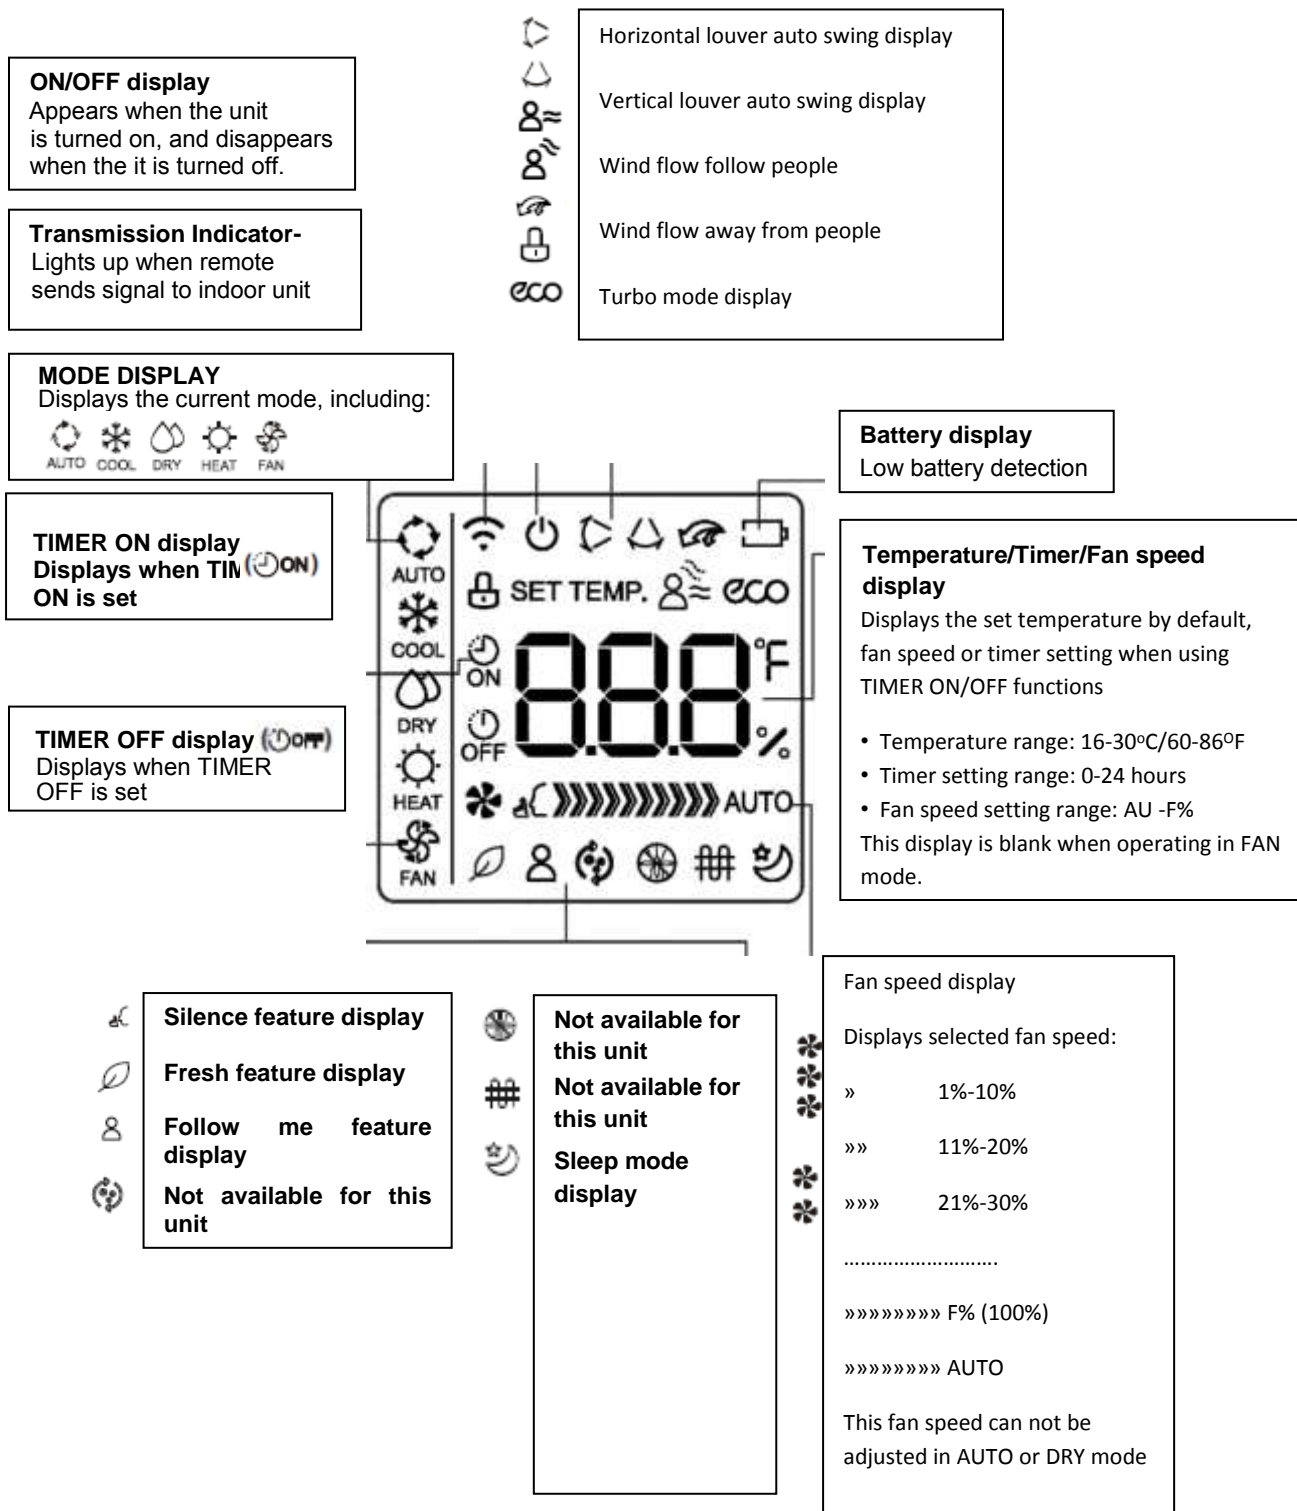 Horizontal louver auto swing display
Vertical louver auto swing display
Wind flow follow people
Wind flow away from people
eco
Turbo mode display
ON/OFF display
Appears when the unit
is turned on, and disappears
when the it is turned off.
Transmission Indicator-
Lights up when remote
sends signal to indoor unit
MODE DISPLAY
Displays the current mode, including:
AUTO COOL DRY HEAT FAN
TIMER ON display
Displays when TIM (ON)
ON is set
TIMER OFF display (OFF)
Displays when TIMER
OFF is set
AUTO
COOL
DRY
HEAT
FAN
SET TEMP. eco
ON
OFF
8.8.8 °F
%
AUTO
Battery display
Low battery detection
Temperature/Timer/Fan speed
display
Displays the set temperature by default,
fan speed or timer setting when using
TIMER ON/OFF functions
• Temperature range: 16-30°C/60-86°F
• Timer setting range: 0-24 hours
• Fan speed setting range: AU -F%
This display is blank when operating in FAN
mode.
Silence feature display
Fresh feature display
Follow me feature
display
Not available for this
unit
Not available for
this unit
Not available for
this unit
Sleep mode
display
Fan speed display
Displays selected fan speed:
» 1%-10%
»» 11%-20%
»»» 21%-30%
……………………….
»»»»»»»» F% (100%)
»»»»»»»» AUTO
This fan speed can not be
adjusted in AUTO or DRY mode